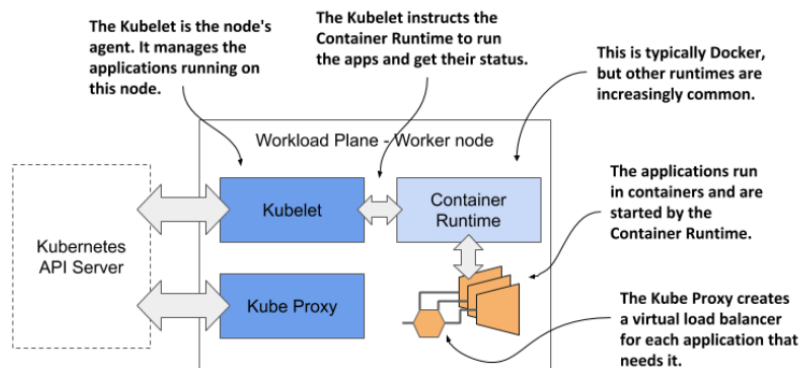 The Kubelet is the node's
agent. It manages the
applications running on
this node.
The Kubelet instructs the
Container Runtime to run
the apps and get their status.
This is typically Docker,
but other runtimes are
increasingly common.
Workload Plane - Worker node
Kubernetes
API Server
Kubelet
Container
Runtime
Kube Proxy
The applications run
in containers and are
started by the
Container Runtime.
The Kube Proxy creates
a virtual load balancer
for each application that
needs it.